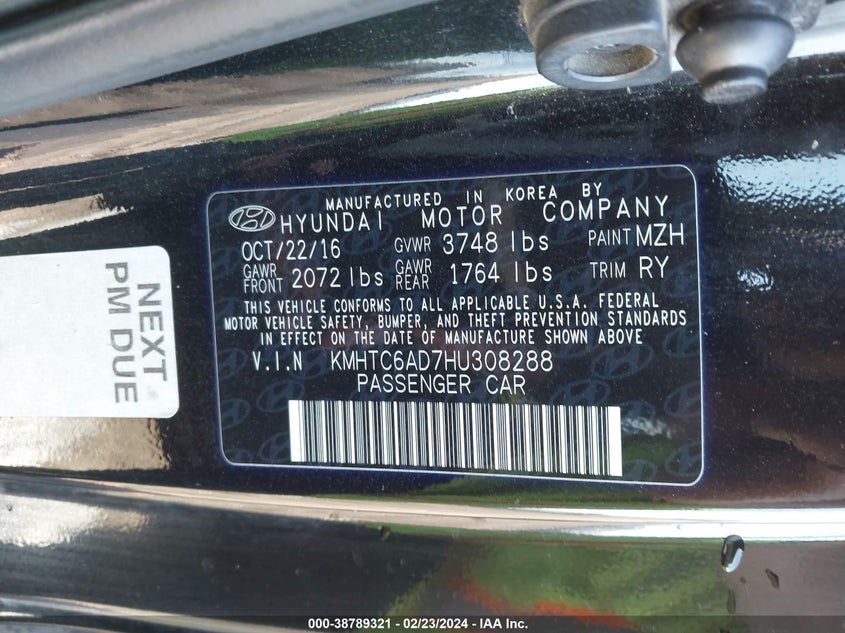 MANUFACTURED IN KOREA BY
HYUNDAI MOTOR COMPANY
OCT/22/16 GVWR 3748 lbs PAINT MZH
GAWR FRONT 2072 lbs GAWR REAR 1764 lbs TRIM RY
THIS VEHICLE CONFORMS TO ALL APPLICABLE U.S.A. FEDERAL
MOTOR VEHICLE SAFETY, BUMPER, AND THEFT PREVENTION STANDARDS
IN EFFECT ON THE DATE OF MANUFACTURE SHOWN ABOVE
V.I.N KMHTC6AD7HU308288
PASSENGER CAR
NEXT
PM DUE
000-38789321 - 02/23/2024 - IAA Inc.